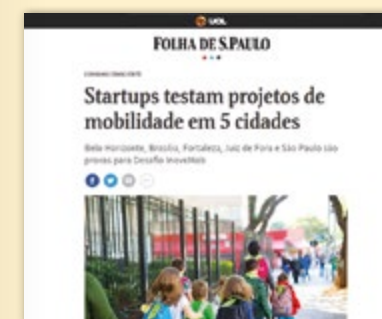 UOL
FOLHA DE S.PAULO
Startups testam projetos de
mobilidade em 5 cidades
Belo Horizonte, Brasília, Fortaleza, Juiz de Fora e São Paulo são
provas para Desafio InoveMob